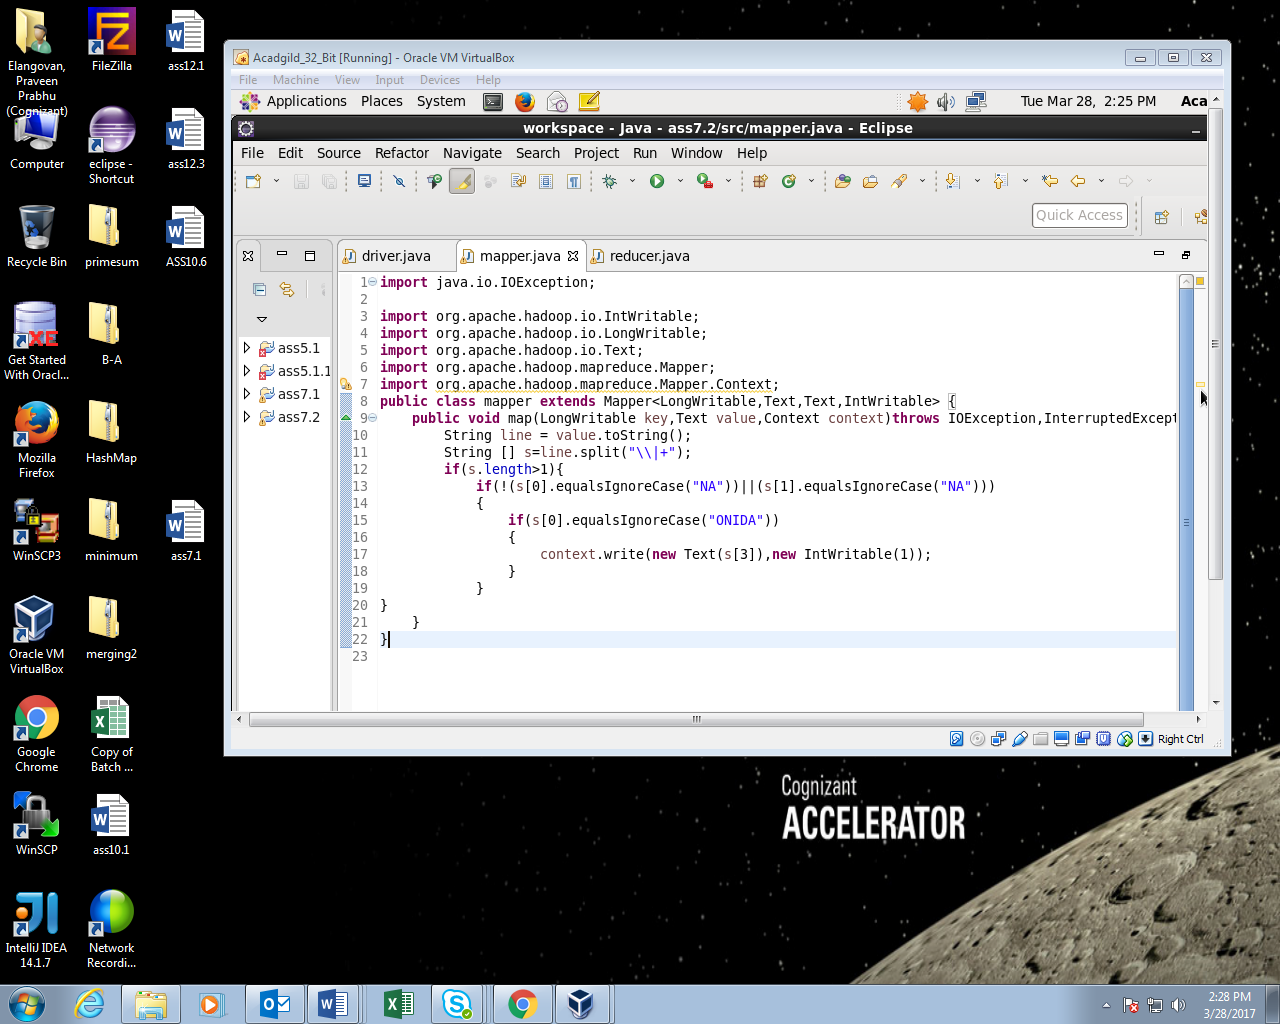 Elangovan,
Praveen
Prabhu
(Cognizant)
FileZilla
ass12.1
Computer
eclipse -
Shortcut
ass12.3
Recycle Bin
primesum
ASS10.6
Get Started
With Oracl...
B-A
Mozilla
Firefox
HashMap
WinSCP3
minimum
ass7.1
Oracle VM
VirtualBox
merging2
Google
Chrome
Copy of
Batch ...
WinSCP
ass10.1
IntelliJ IDEA
14.1.7
Network
Recordi...
Acadgild_32_Bit [Running] - Oracle VM VirtualBox
File Machine View Input Devices Help
Applications Places System
Tue Mar 28, 2:25 PM Aca
workspace - Java - ass7.2/src/mapper.java - Eclipse
File Edit Source Refactor Navigate Search Project Run Window Help
Quick Access
driver.java mapper.java reducer.java
ass5.1
ass5.1.1
ass7.1
ass7.2
1 import java.io.IOException;
2
3 import org.apache.hadoop.io.IntWritable;
4 import org.apache.hadoop.io.LongWritable;
5 import org.apache.hadoop.io.Text;
6 import org.apache.hadoop.mapreduce.Mapper;
7 import org.apache.hadoop.mapreduce.Mapper.Context;
8 public class mapper extends Mapper<LongWritable,Text,Text,IntWritable> {
9 public void map(LongWritable key,Text value,Context context)throws IOException,InterruptedExcept
10 String line = value.toString();
11 String [] s=line.split("\\|+");
12 if(s.length>1){
13 if(!(s[0].equalsIgnoreCase("NA"))||(s[1].equalsIgnoreCase("NA")))
14 {
15 if(s[0].equalsIgnoreCase("ONIDA"))
16 {
17 context.write(new Text(s[3]),new IntWritable(1));
18 }
19 }
20 }
21 }
22 }
23
Right Ctrl
Cognizant
ACCELERATOR
2:28 PM
3/28/2017